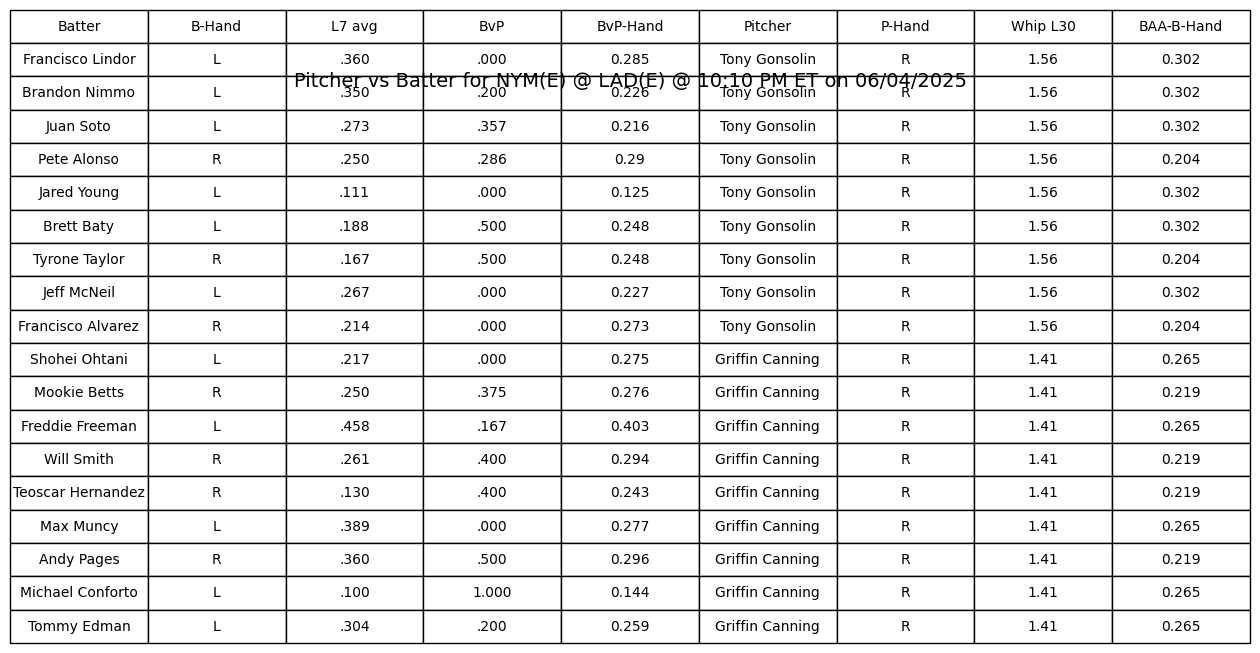 Batter B-Hand L7 avg BvP BvP-Hand Pitcher P-Hand Whip L30 BAA-B-Hand
Francisco Lindor L .360 .000 0.285 Tony Gonsolin R 1.56 0.302
Pitcher vs Batter for NYM(E) @ LAD(E) @ 10:10 PM ET on 06/04/2025
Brandon Nimmo L .350 .200 0.226 Tony Gonsolin R 1.56 0.302
Juan Soto L .273 .357 0.216 Tony Gonsolin R 1.56 0.302
Pete Alonso R .250 .286 0.29 Tony Gonsolin R 1.56 0.204
Jared Young L .111 .000 0.125 Tony Gonsolin R 1.56 0.302
Brett Baty L .188 .500 0.248 Tony Gonsolin R 1.56 0.302
Tyrone Taylor R .167 .500 0.248 Tony Gonsolin R 1.56 0.204
Jeff McNeil L .267 .000 0.227 Tony Gonsolin R 1.56 0.302
Francisco Alvarez R .214 .000 0.273 Tony Gonsolin R 1.56 0.204
Shohei Ohtani L .217 .000 0.275 Griffin Canning R 1.41 0.265
Mookie Betts R .250 .375 0.276 Griffin Canning R 1.41 0.219
Freddie Freeman L .458 .167 0.403 Griffin Canning R 1.41 0.265
Will Smith R .261 .400 0.294 Griffin Canning R 1.41 0.219
Teoscar Hernandez R .130 .400 0.243 Griffin Canning R 1.41 0.219
Max Muncy L .389 .000 0.277 Griffin Canning R 1.41 0.265
Andy Pages R .360 .500 0.296 Griffin Canning R 1.41 0.219
Michael Conforto L .100 1.000 0.144 Griffin Canning R 1.41 0.265
Tommy Edman L .304 .200 0.259 Griffin Canning R 1.41 0.265